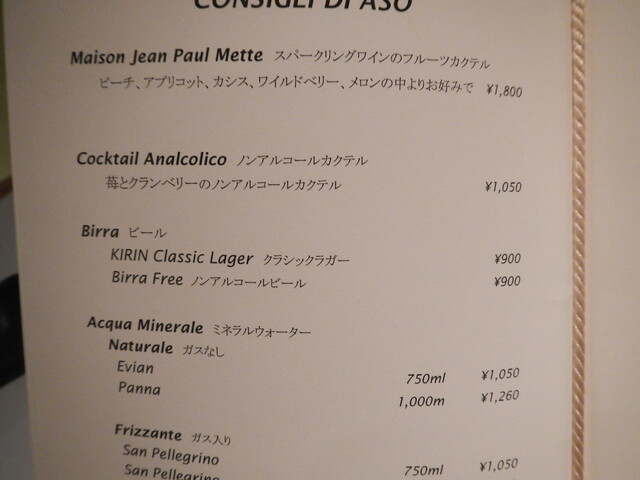 CONSIGLI DI ASO
Maison Jean Paul Mette スパークリングワインのフルーツカクテル
ピーチ、アプリコット、カシス、ワイルドベリー、メロンの中よりお好みで ¥1,800
Cocktail Analcolico ノンアルコールカクテル
苺とクランベリーのノンアルコールカクテル ¥1,050
Birra ビール
KIRIN Classic Lager クラシックラガー ¥900
Birra Free ノンアルコールビール ¥900
Acqua Minerale ミネラルウォーター
Naturale ガスなし
Evian 750ml ¥1,050
Panna 1,000m ¥1,260
Frizzante ガス入り
San Pellegrino 750ml ¥1,050
San Pellegrino